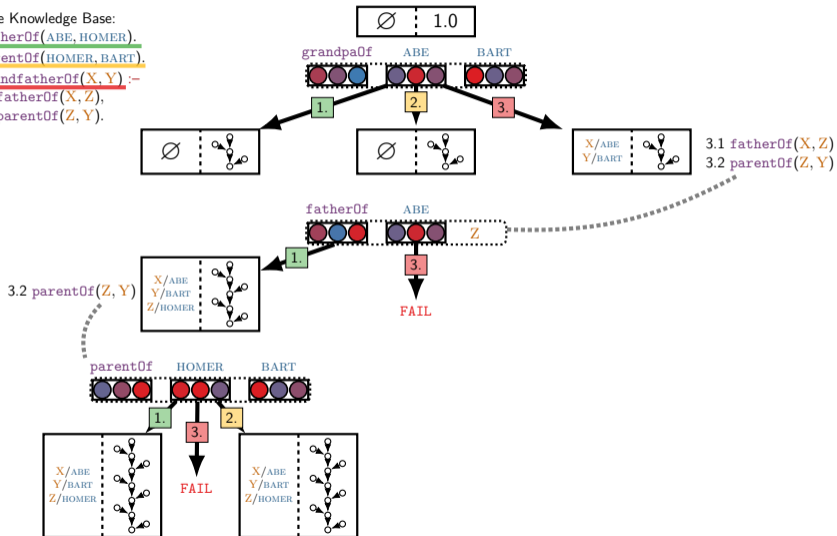 e Knowledge Base:
herOf(ABE, HOMER).
entOf(HOMER, BART).
ndfatherOf(X, Y) :–
fatherOf(X, Z),
parentOf(Z, Y).
∅ 1.0
grandpaOf ABE BART
1. 2. 3.
∅ ∅ X/ABE
Y/BART
3.1 fatherOf(X, Z)
3.2 parentOf(Z, Y)
fatherOf ABE Z
1. 3.
X/ABE
Y/BART
Z/HOMER
FAIL
3.2 parentOf(Z, Y)
parentOf HOMER BART
1. 3. 2.
X/ABE X/ABE
Y/BART Y/BART
Z/HOMER Z/HOMER
FAIL